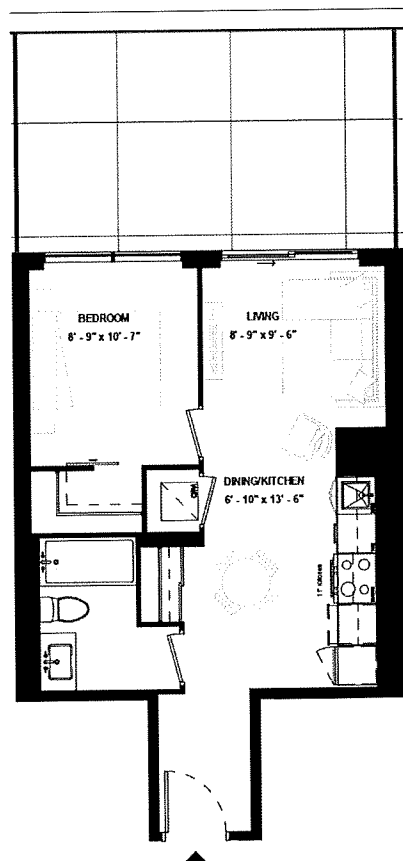 BEDROOM
8' - 9" x 10' - 7"
LIVING
8' - 9" x 9' - 6"
DINING/KITCHEN
6' - 10" x 13' - 6"
W/D